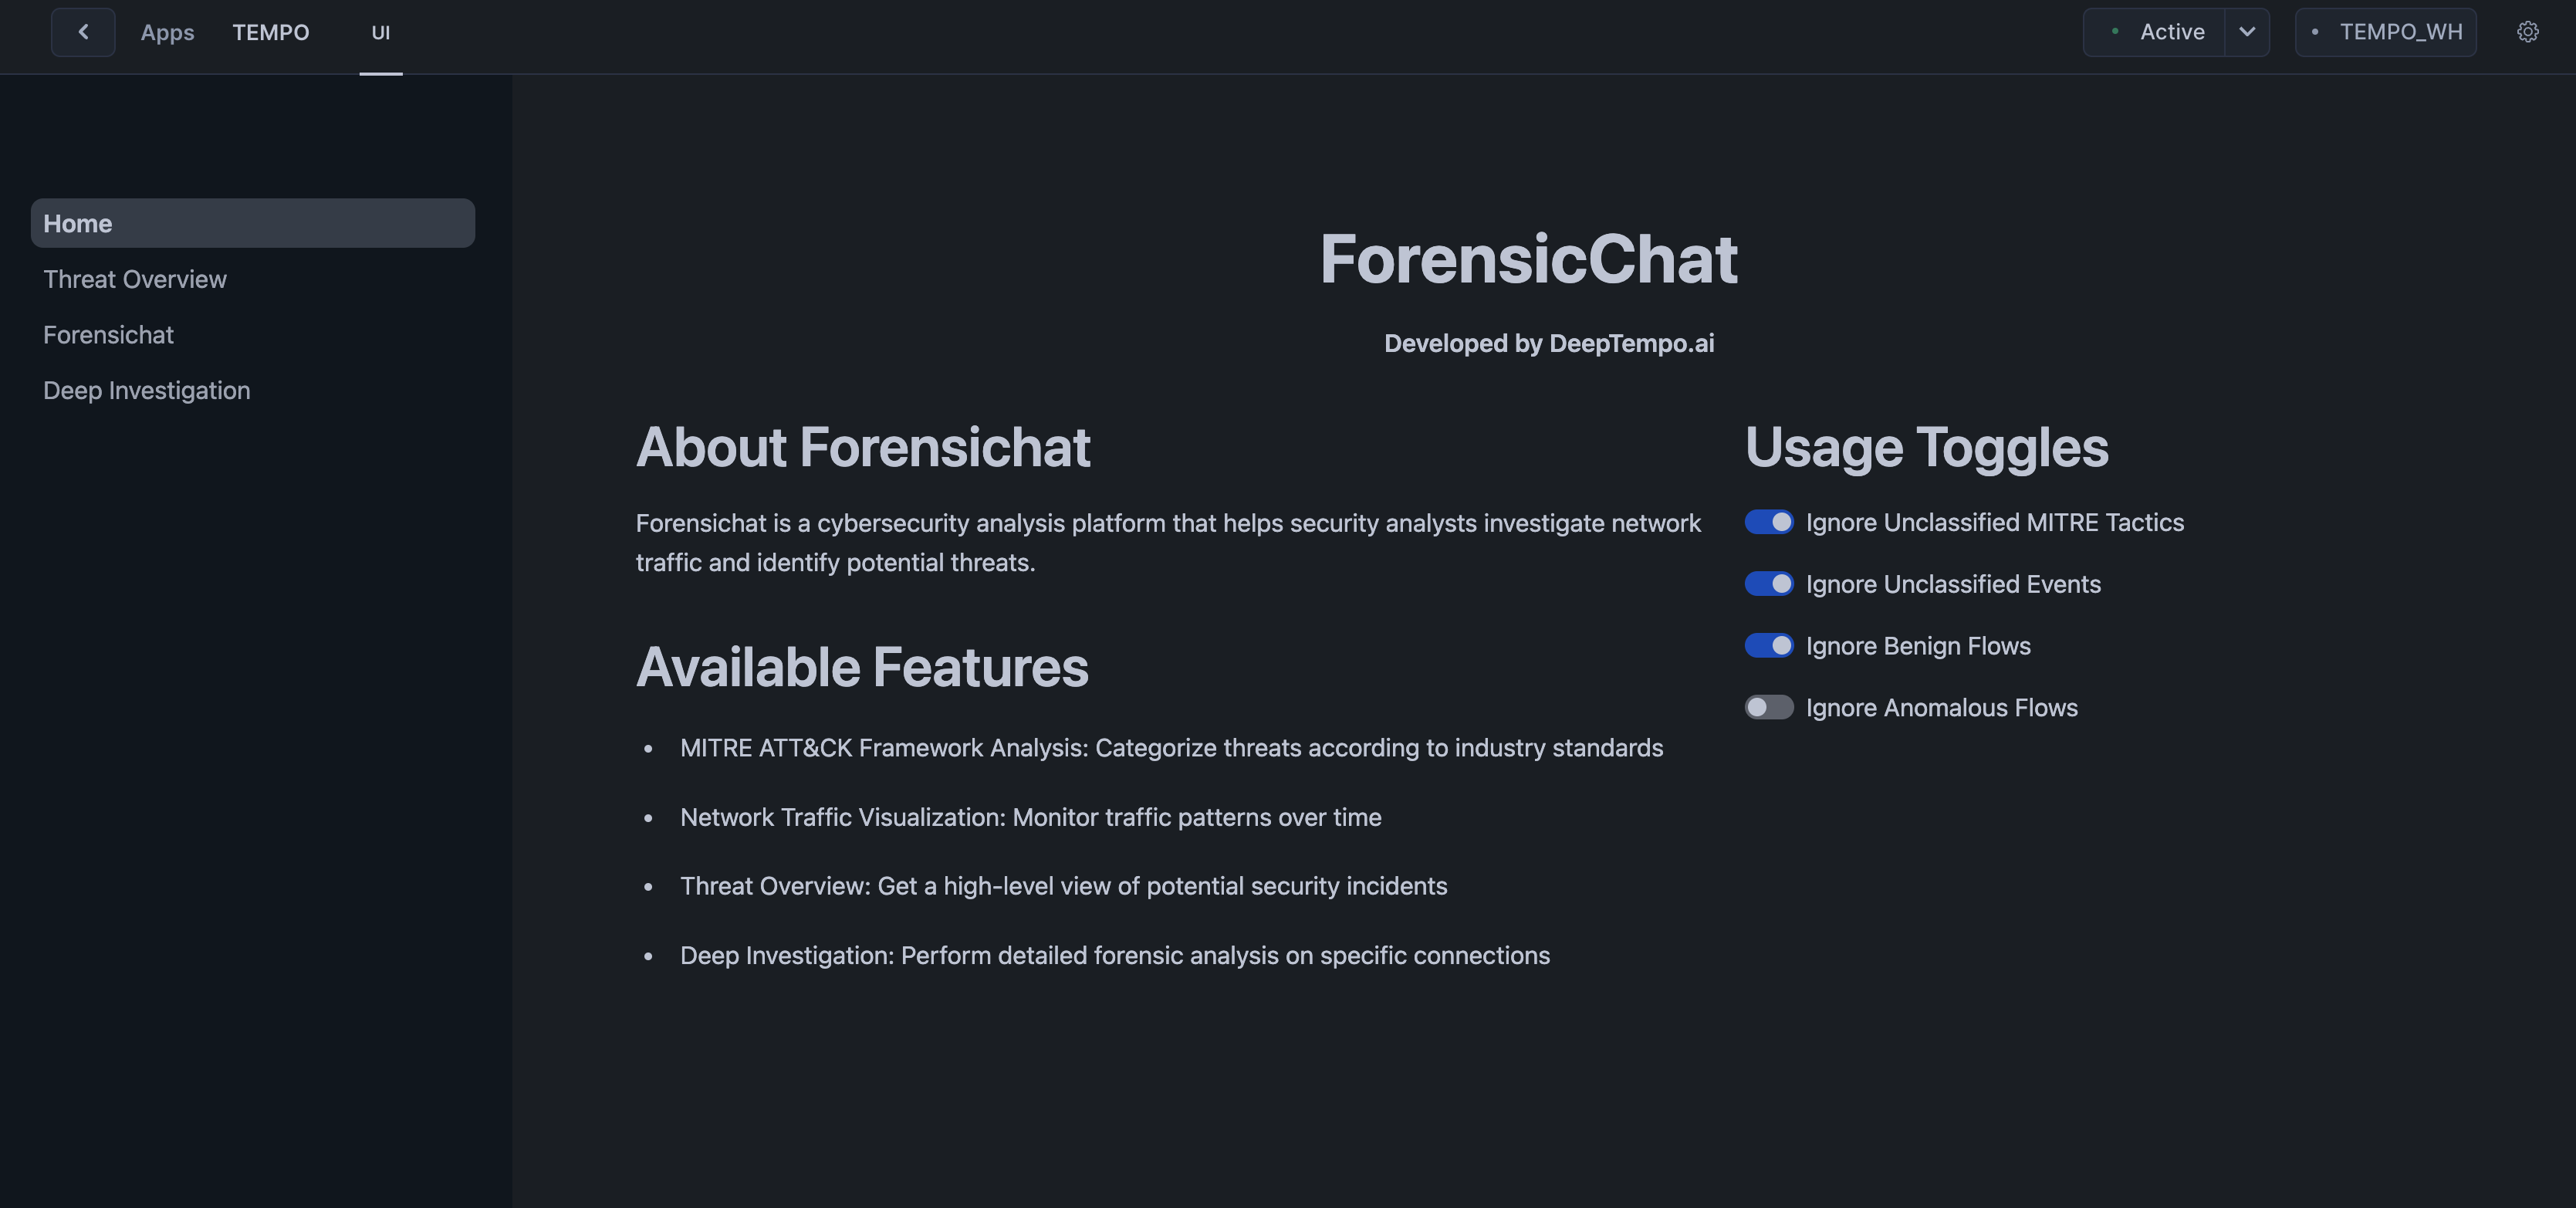 Apps TEMPO UI Active TEMPO_WH
Home
Threat Overview
Forensichat
Deep Investigation
ForensicChat
Developed by DeepTempo.ai
About Forensichat
Forensichat is a cybersecurity analysis platform that helps security analysts investigate network
traffic and identify potential threats.
Available Features
• MITRE ATT&CK Framework Analysis: Categorize threats according to industry standards
• Network Traffic Visualization: Monitor traffic patterns over time
• Threat Overview: Get a high-level view of potential security incidents
• Deep Investigation: Perform detailed forensic analysis on specific connections
Usage Toggles
Ignore Unclassified MITRE Tactics
Ignore Unclassified Events
Ignore Benign Flows
Ignore Anomalous Flows